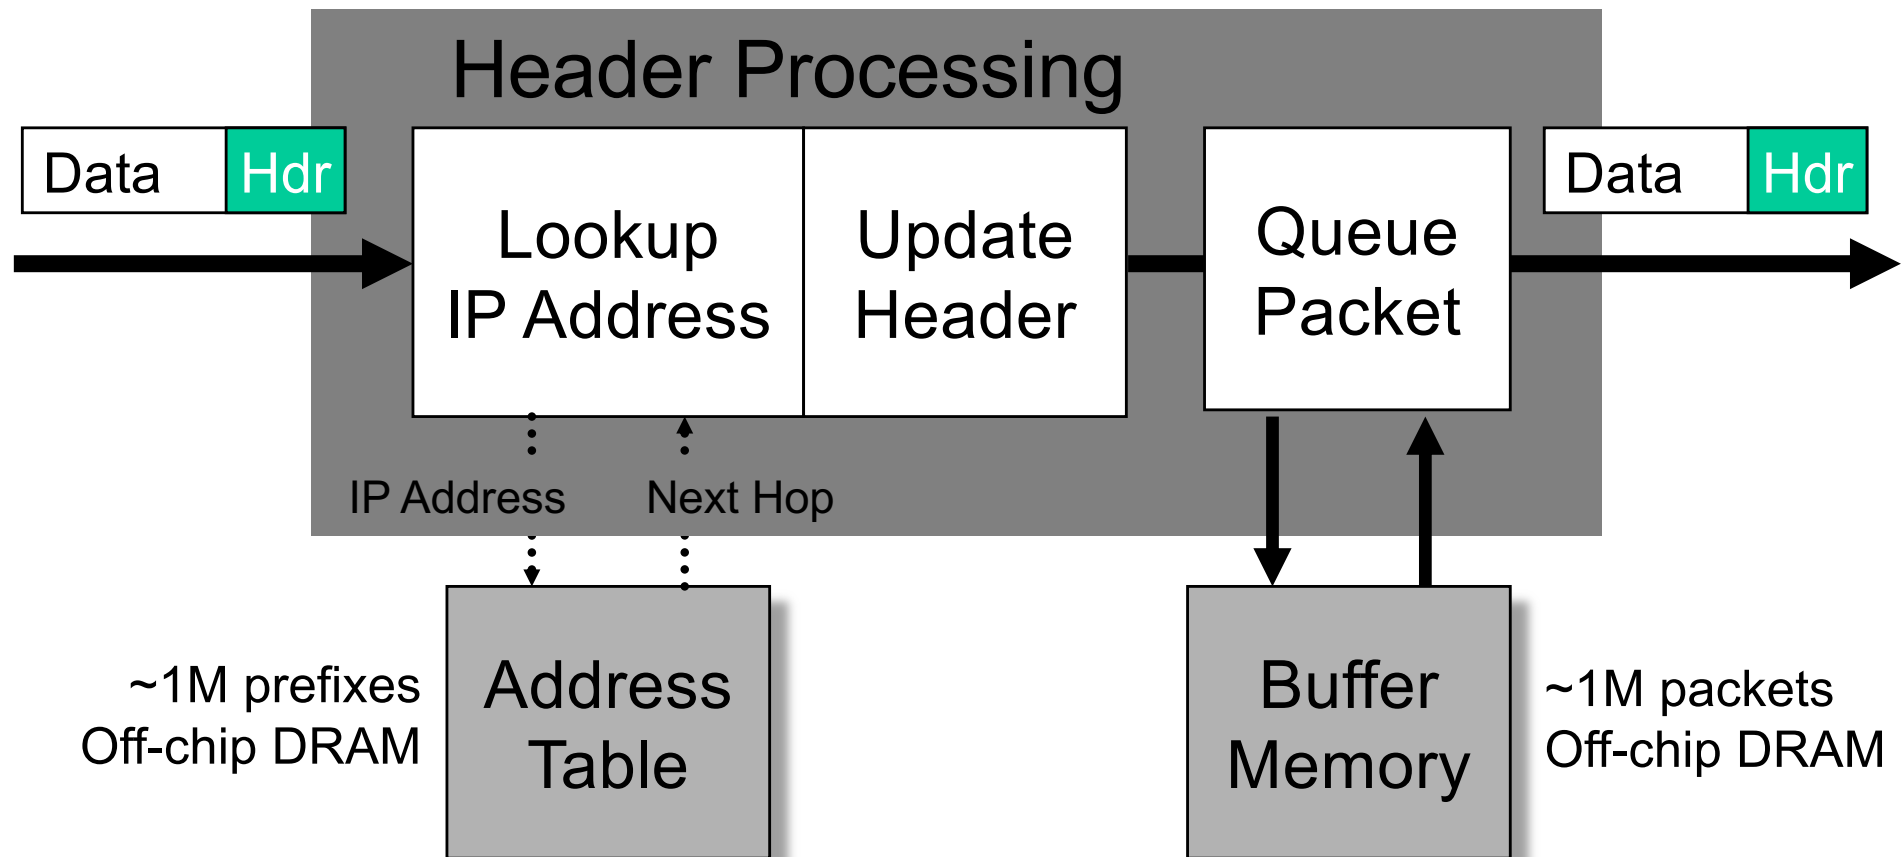 Header Processing
Data Hdr
Lookup
IP Address
Update
Header
Queue
Packet
Data Hdr
IP Address
Next Hop
~1M prefixes
Off-chip DRAM
Address
Table
Buffer
Memory
~1M packets
Off-chip DRAM